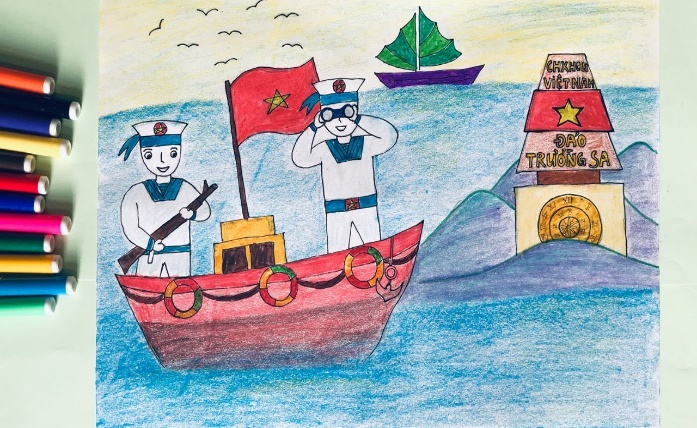 CHXHCN
VIỆT NAM
ĐẢO
TRƯỜNG SA